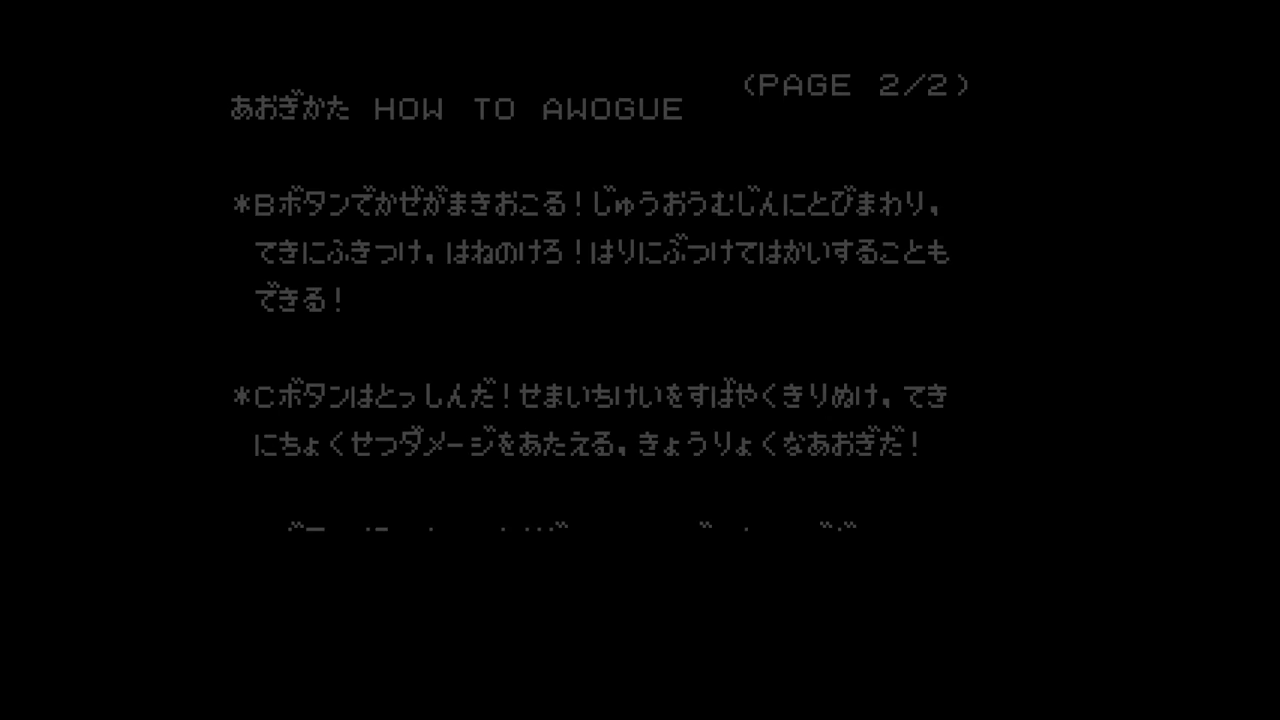 (PAGE 2/2)
あおぎかた HOW TO AWOGUE
*Bボタンでかぜがまきおこる!じゅうおうむじんにとびまわり,
てきにふきつけ,はねのけろ!はりにぶつけてはかいすることも
できる!
*Cボタンはとっしんだ!せまいちけいをすばやくきりぬけ,てき
にちょくせつダメージをあたえる,きょうりょくなあおぎだ!